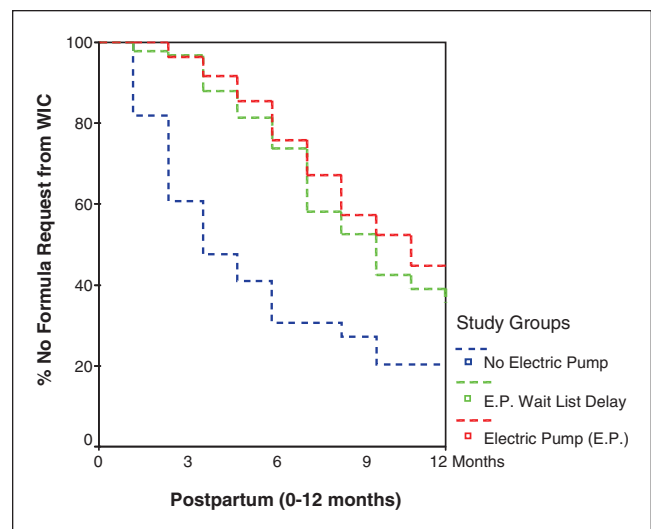 % No Formula Request from WIC
100
80
60
40
20
0
0
3
6
9
12 Months
Postpartum (0-12 months)
Study Groups
No Electric Pump
E.P. Wait List Delay
Electric Pump (E.P.)